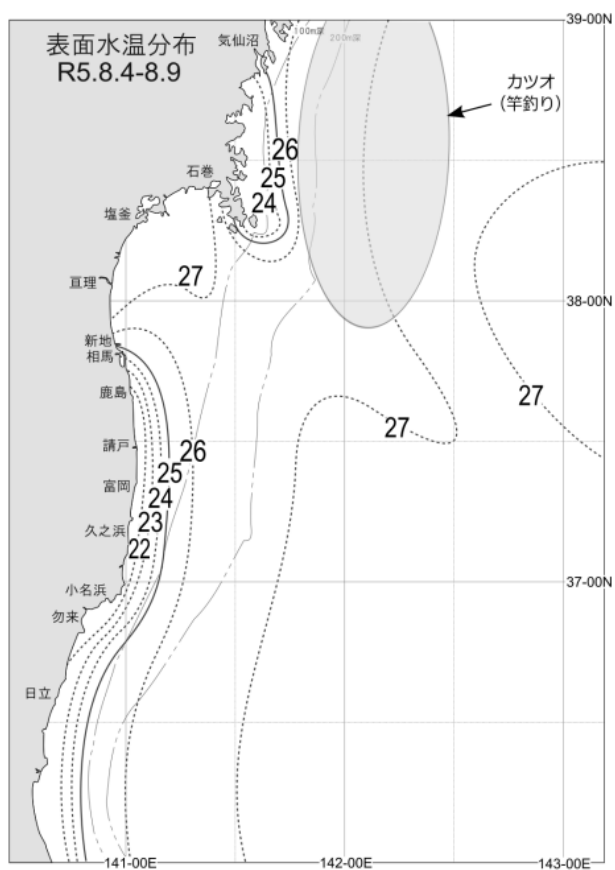 表面水温分布
R5.8.4-8.9
気仙沼
100m深
200m深
39-00N
カツオ
(竿釣り)
石巻
26
25
24
塩釜
亘理
27
38-00N
新地
相馬
鹿島
27
27
請戸
26
25
富岡
24
久之浜
23
22
37-00N
小名浜
勿来
日立
141-00E
142-00E
143-00E